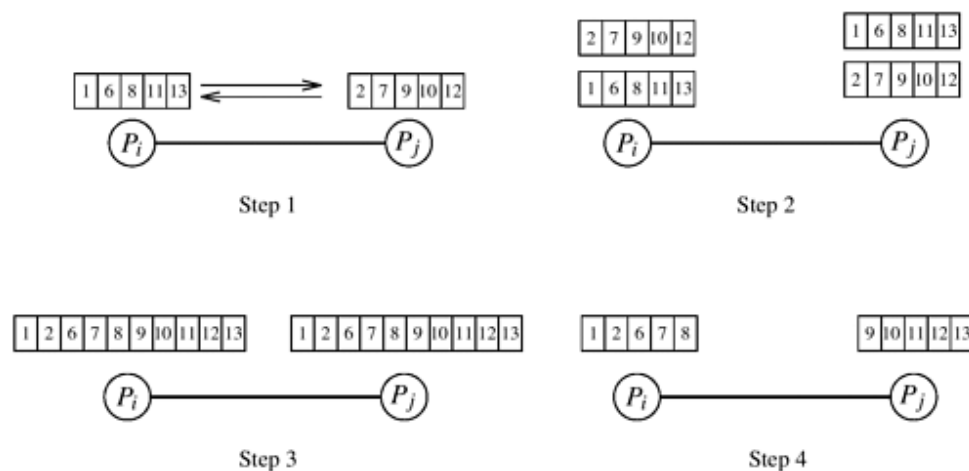 1 6 8 11 13
2 7 9 10 12
P_i
P_j
Step 1
2 7 9 10 12
1 6 8 11 13
1 6 8 11 13
2 7 9 10 12
P_i
P_j
Step 2
1 2 6 7 8 9 10 11 12 13
1 2 6 7 8 9 10 11 12 13
P_i
P_j
Step 3
1 2 6 7 8
9 10 11 12 13
P_i
P_j
Step 4